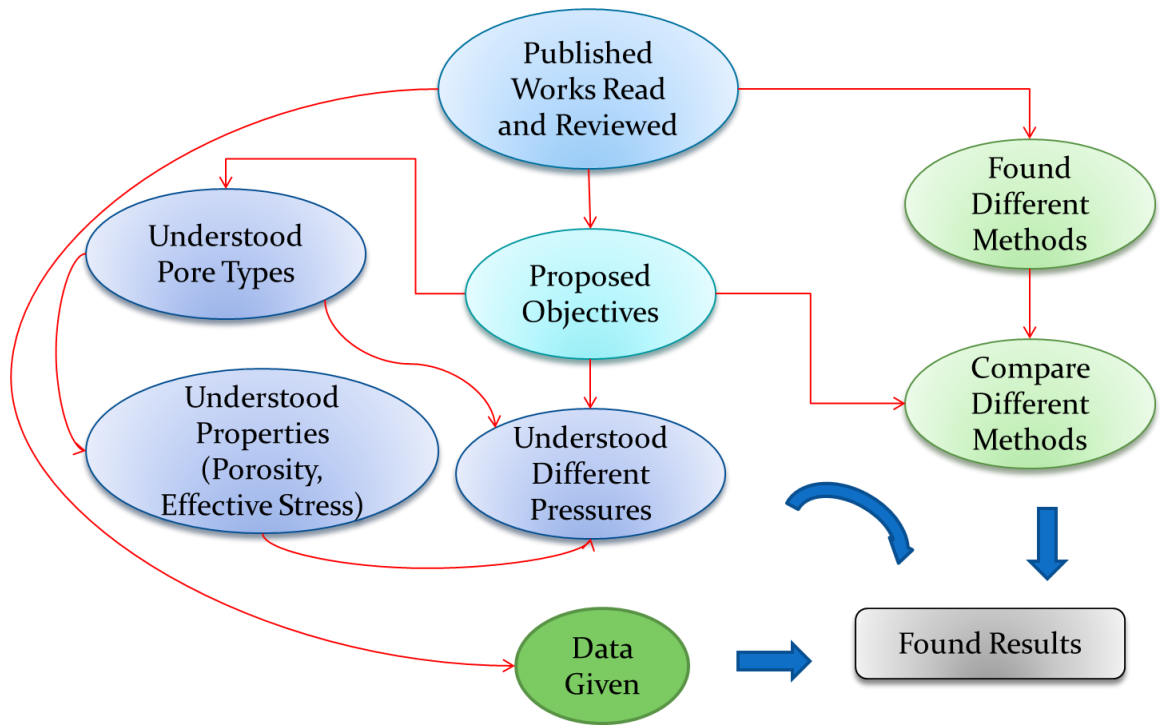 Published
Works Read
and Reviewed
Found
Different
Methods
Understood
Pore Types
Proposed
Objectives
Compare
Different
Methods
Understood
Properties
(Porosity,
Effective Stress)
Understood
Different
Pressures
Data
Given
Found Results